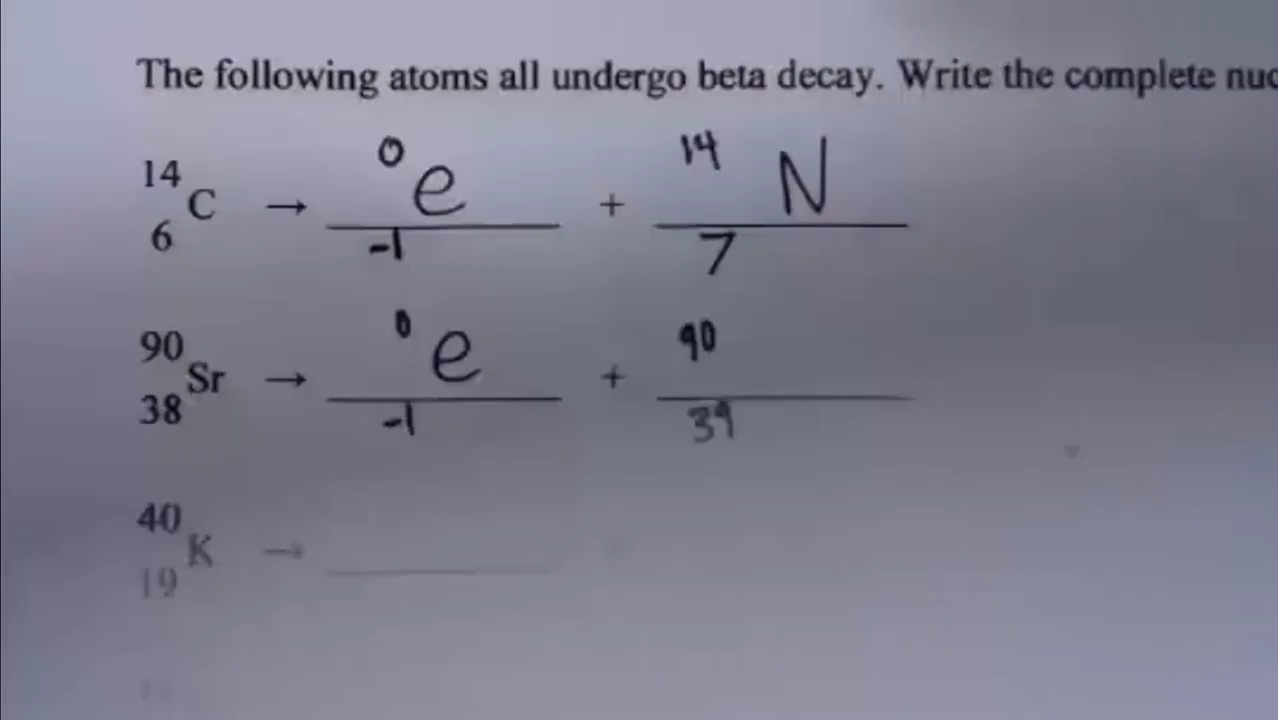 The following atoms all undergo beta decay. Write the complete nuc
14 6 C → 0 -1 e + 14 7 N
90 38 Sr → 0 -1 e + 90 39
40 19 K →